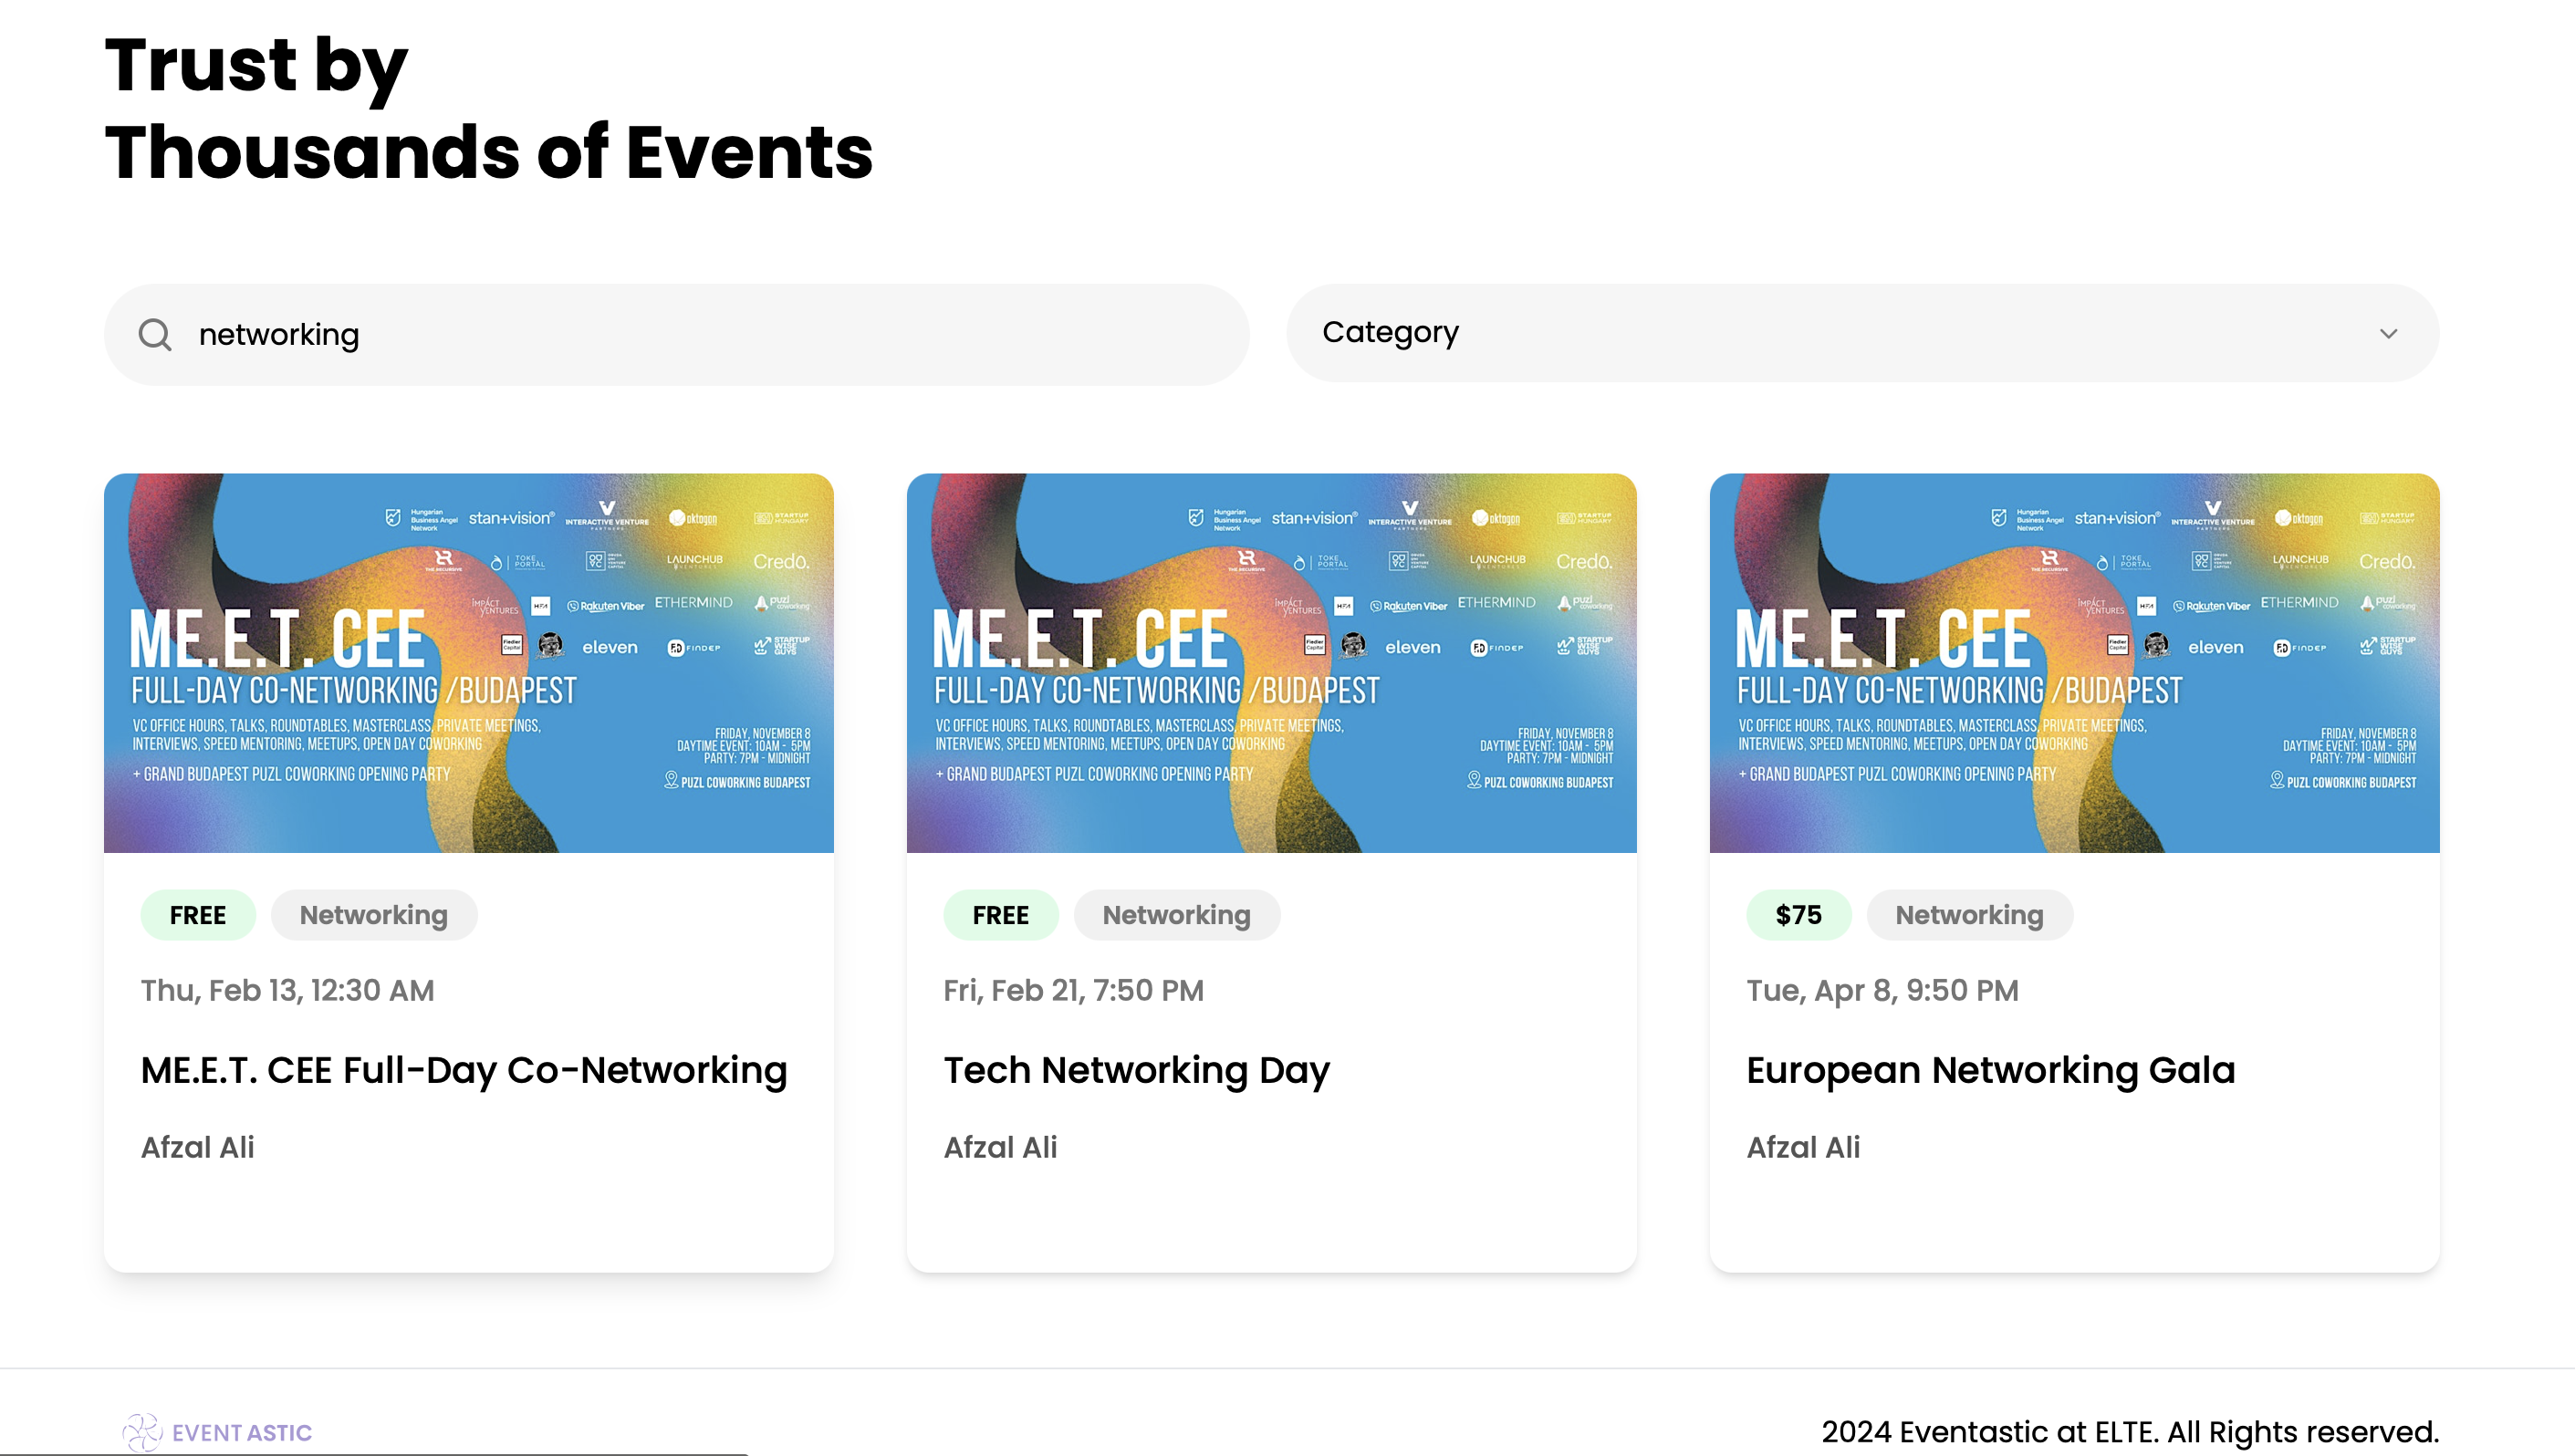 Trust by
Thousands of Events
networking
Category
Hungarian
Business Angel
Network
stan+vision®
INTERACTIVE VENTURE
PARTNERS
oktogon
STARTUP
HUNGARY
THE RECURSIVE
TOKE
PORTAL
LAUNCHUB
VENTURES
Credo.
IMPACT
VENTURES
Rakuten Viber
ETHERMIND
puzl
coworking
Fiedler
Capital
eleven
FINDEP
STARTUP
WISE
GUYS
ME.E.T. CEE
FULL-DAY CO-NETWORKING /BUDAPEST
VC OFFICE HOURS, TALKS, ROUNDTABLES, MASTERCLASS, PRIVATE MEETINGS,
INTERVIEWS, SPEED MENTORING, MEETUPS, OPEN DAY COWORKING
+ GRAND BUDAPEST PUZL COWORKING OPENING PARTY
FRIDAY, NOVEMBER 8
DAYTIME EVENT: 10AM - 5PM
PARTY: 7PM - MIDNIGHT
PUZL COWORKING BUDAPEST
FREE Networking
Thu, Feb 13, 12:30 AM
ME.E.T. CEE Full-Day Co-Networking
Afzal Ali
Hungarian
Business Angel
Network
stan+vision®
INTERACTIVE VENTURE
PARTNERS
oktogon
STARTUP
HUNGARY
THE RECURSIVE
TOKE
PORTAL
LAUNCHUB
VENTURES
Credo.
IMPACT
VENTURES
Rakuten Viber
ETHERMIND
puzl
coworking
Fiedler
Capital
eleven
FINDEP
STARTUP
WISE
GUYS
ME.E.T. CEE
FULL-DAY CO-NETWORKING /BUDAPEST
VC OFFICE HOURS, TALKS, ROUNDTABLES, MASTERCLASS, PRIVATE MEETINGS,
INTERVIEWS, SPEED MENTORING, MEETUPS, OPEN DAY COWORKING
+ GRAND BUDAPEST PUZL COWORKING OPENING PARTY
FRIDAY, NOVEMBER 8
DAYTIME EVENT: 10AM - 5PM
PARTY: 7PM - MIDNIGHT
PUZL COWORKING BUDAPEST
FREE Networking
Fri, Feb 21, 7:50 PM
Tech Networking Day
Afzal Ali
Hungarian
Business Angel
Network
stan+vision®
INTERACTIVE VENTURE
PARTNERS
oktogon
STARTUP
HUNGARY
THE RECURSIVE
TOKE
PORTAL
LAUNCHUB
VENTURES
Credo.
IMPACT
VENTURES
Rakuten Viber
ETHERMIND
puzl
coworking
Fiedler
Capital
eleven
FINDEP
STARTUP
WISE
GUYS
ME.E.T. CEE
FULL-DAY CO-NETWORKING /BUDAPEST
VC OFFICE HOURS, TALKS, ROUNDTABLES, MASTERCLASS, PRIVATE MEETINGS,
INTERVIEWS, SPEED MENTORING, MEETUPS, OPEN DAY COWORKING
+ GRAND BUDAPEST PUZL COWORKING OPENING PARTY
FRIDAY, NOVEMBER 8
DAYTIME EVENT: 10AM - 5PM
PARTY: 7PM - MIDNIGHT
PUZL COWORKING BUDAPEST
$75 Networking
Tue, Apr 8, 9:50 PM
European Networking Gala
Afzal Ali
EVENTASTIC
2024 Eventastic at ELTE. All Rights reserved.